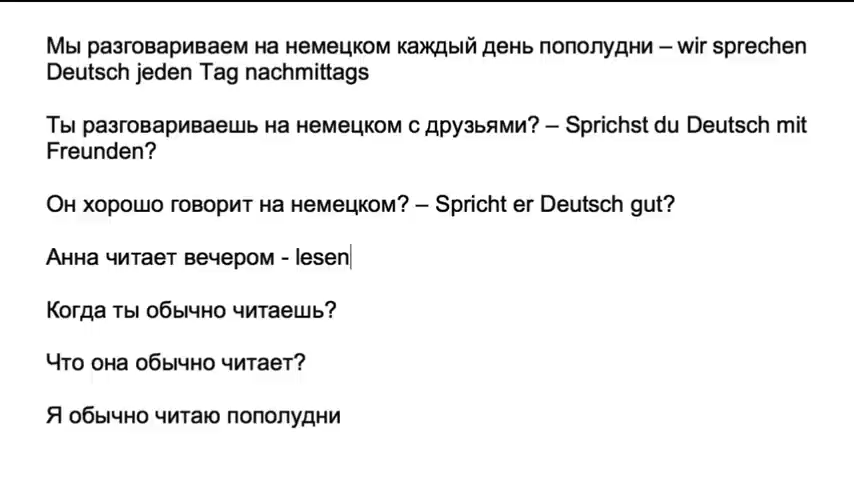 Мы разговариваем на немецком каждый день пополудни – wir sprechen
Deutsch jeden Tag nachmittags
Ты разговариваешь на немецком с друзьями? – Sprichst du Deutsch mit
Freunden?
Он хорошо говорит на немецком? – Spricht er Deutsch gut?
Анна читает вечером - lesen
Когда ты обычно читаешь?
Что она обычно читает?
Я обычно читаю пополудни